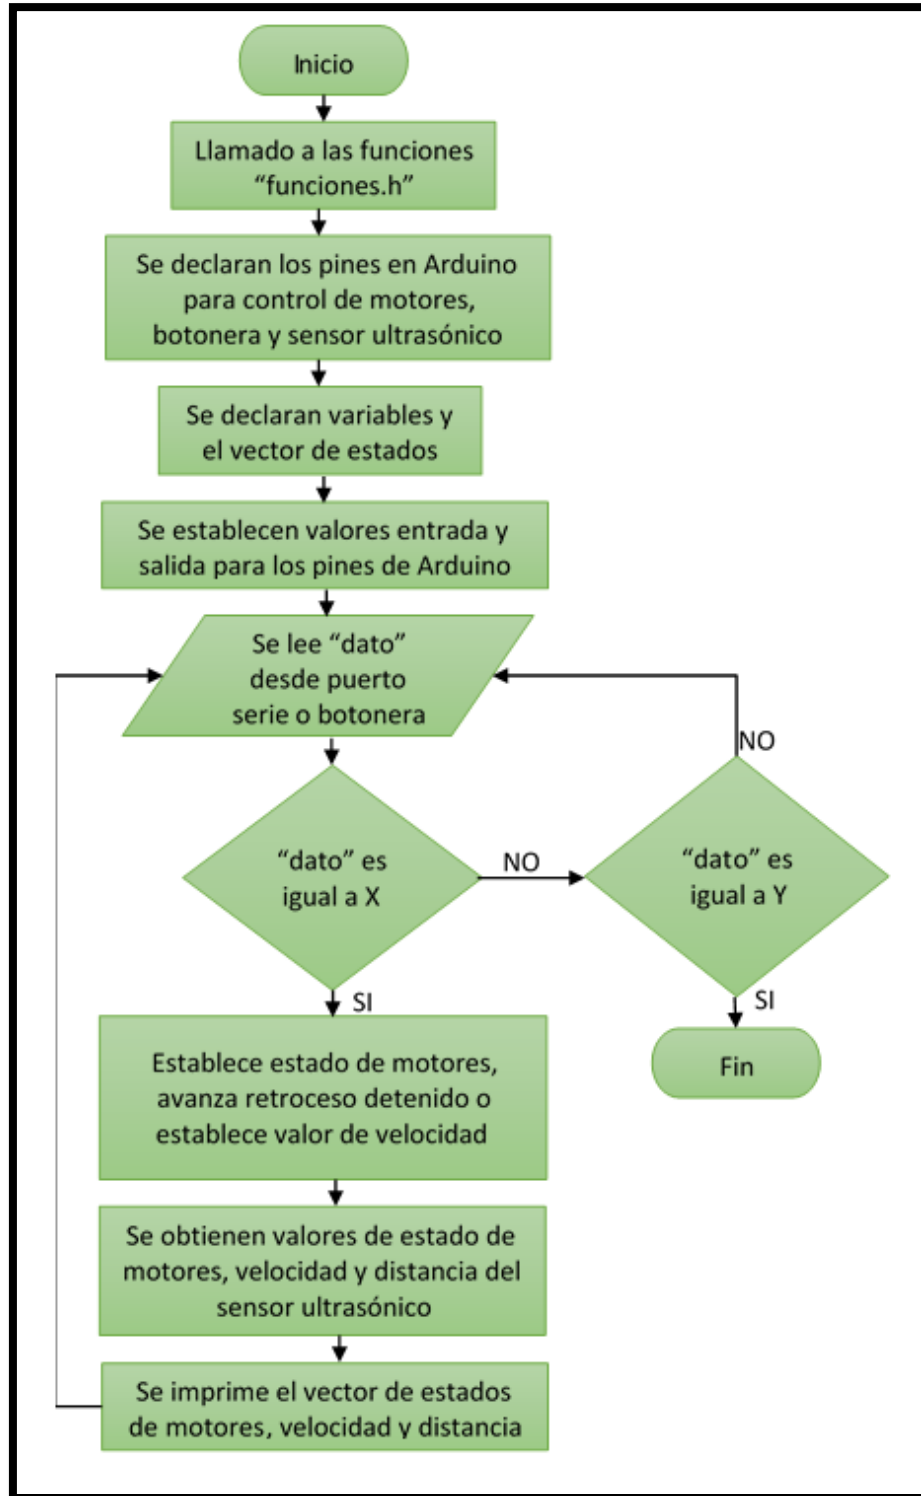 Inicio
Llamado a las funciones
“funciones.h”
Se declaran los pines en Arduino
para control de motores,
botonera y sensor ultrasónico
Se declaran variables y
el vector de estados
Se establecen valores entrada y
salida para los pines de Arduino
Se lee “dato”
desde puerto
serie o botonera
NO
“dato” es
igual a X
NO
“dato” es
igual a Y
SI
SI
Establece estado de motores,
avanza retroceso detenido o
establece valor de velocidad
Fin
Se obtienen valores de estado de
motores, velocidad y distancia del
sensor ultrasónico
Se imprime el vector de estados
de motores, velocidad y distancia